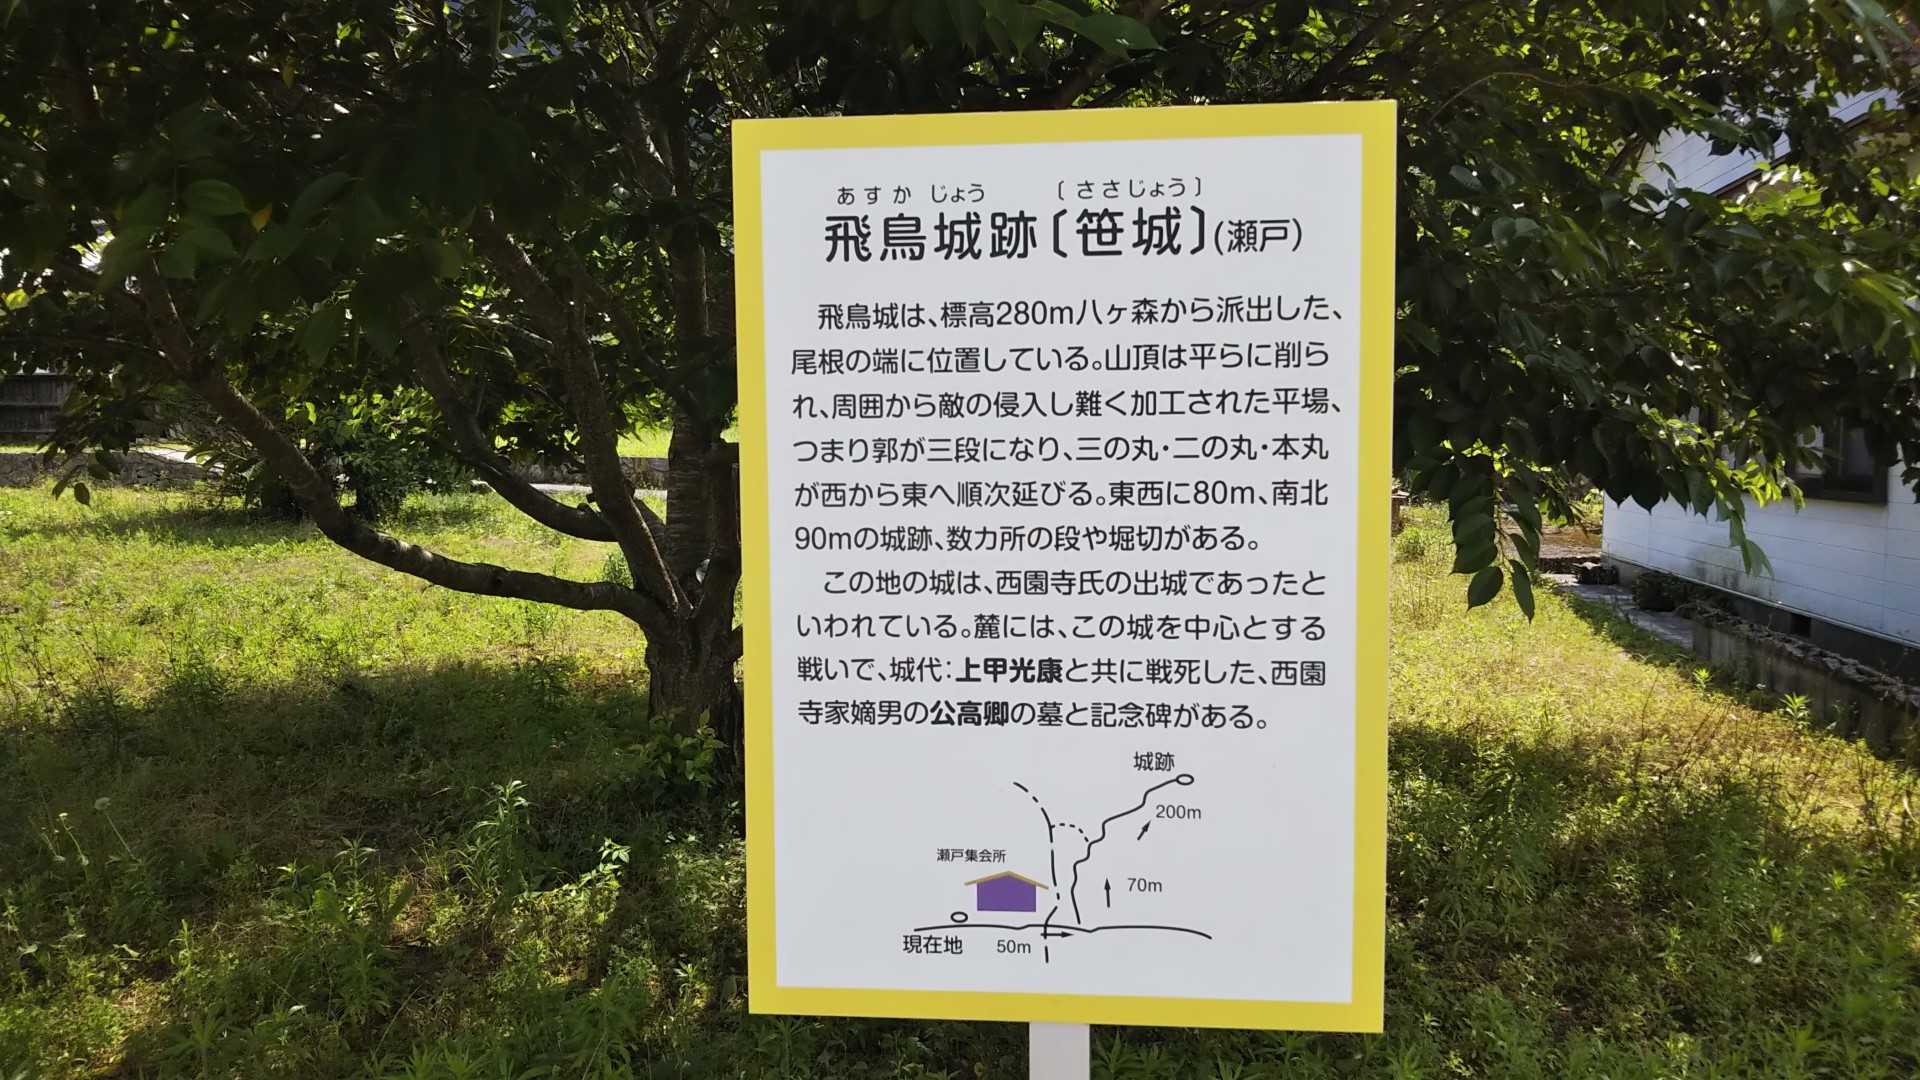 あすか じょう 〔ささじょう〕
飛鳥城跡〔笹城〕(瀬戸)
飛鳥城は、標高280m八ヶ森から派出した、
尾根の端に位置している。山頂は平らに削ら
れ、周囲から敵の侵入し難く加工された平場、
つまり郭が三段になり、三の丸・二の丸・本丸
が西から東へ順次延びる。東西に80m、南北
90mの城跡、数カ所の段や堀切がある。
この地の城は、西園寺氏の出城であったと
いわれている。麓には、この城を中心とする
戦いで、城代：上甲光康と共に戦死した、西園
寺家嫡男の公高卿の墓と記念碑がある。
城跡
200m
瀬戸集会所
70m
現在地 50m